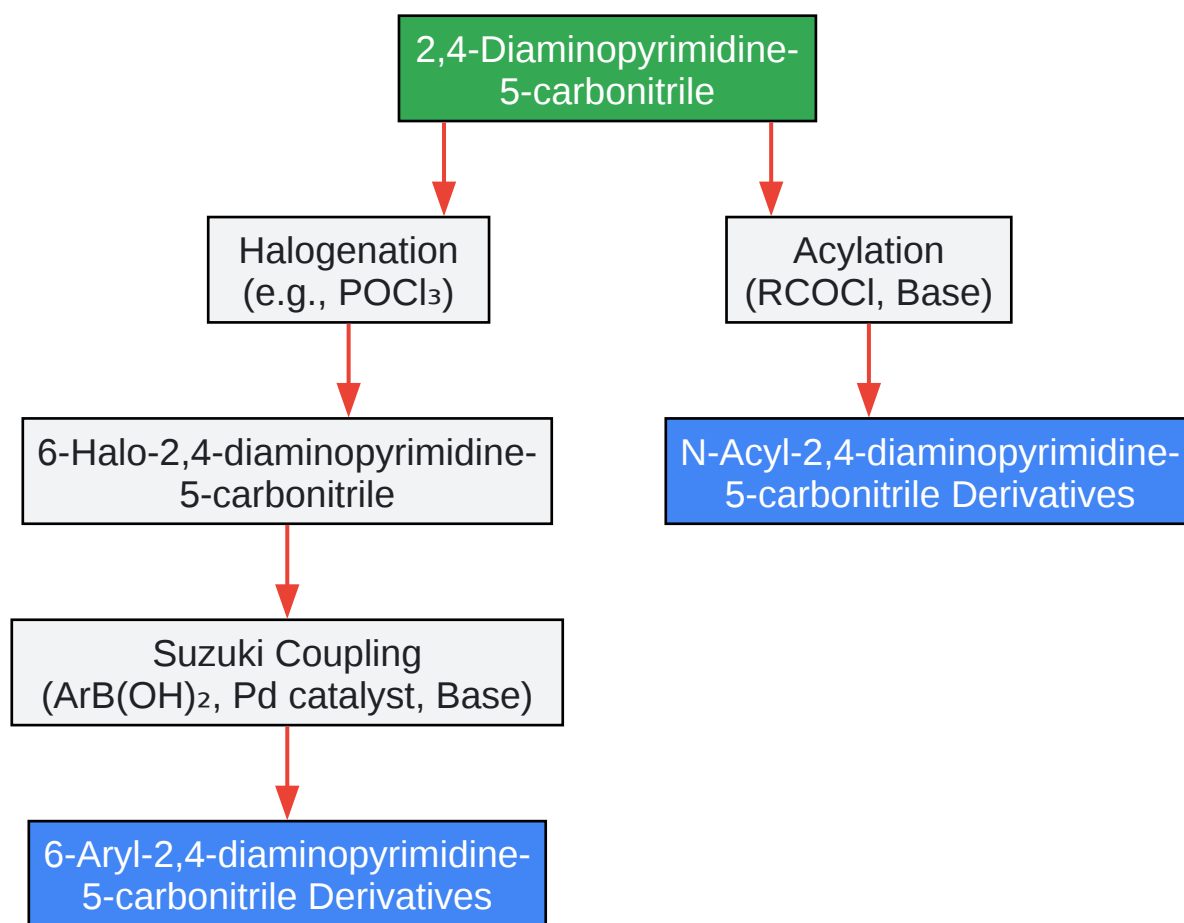 2,4-Diaminopyrimidine-
5-carbonitrile
Halogenation
(e.g., POCl₃)
Acylation
(RCOCl, Base)
6-Halo-2,4-diaminopyrimidine-
5-carbonitrile
N-Acyl-2,4-diaminopyrimidine-
5-carbonitrile Derivatives
Suzuki Coupling
(ArB(OH)₂, Pd catalyst, Base)
6-Aryl-2,4-diaminopyrimidine-
5-carbonitrile Derivatives